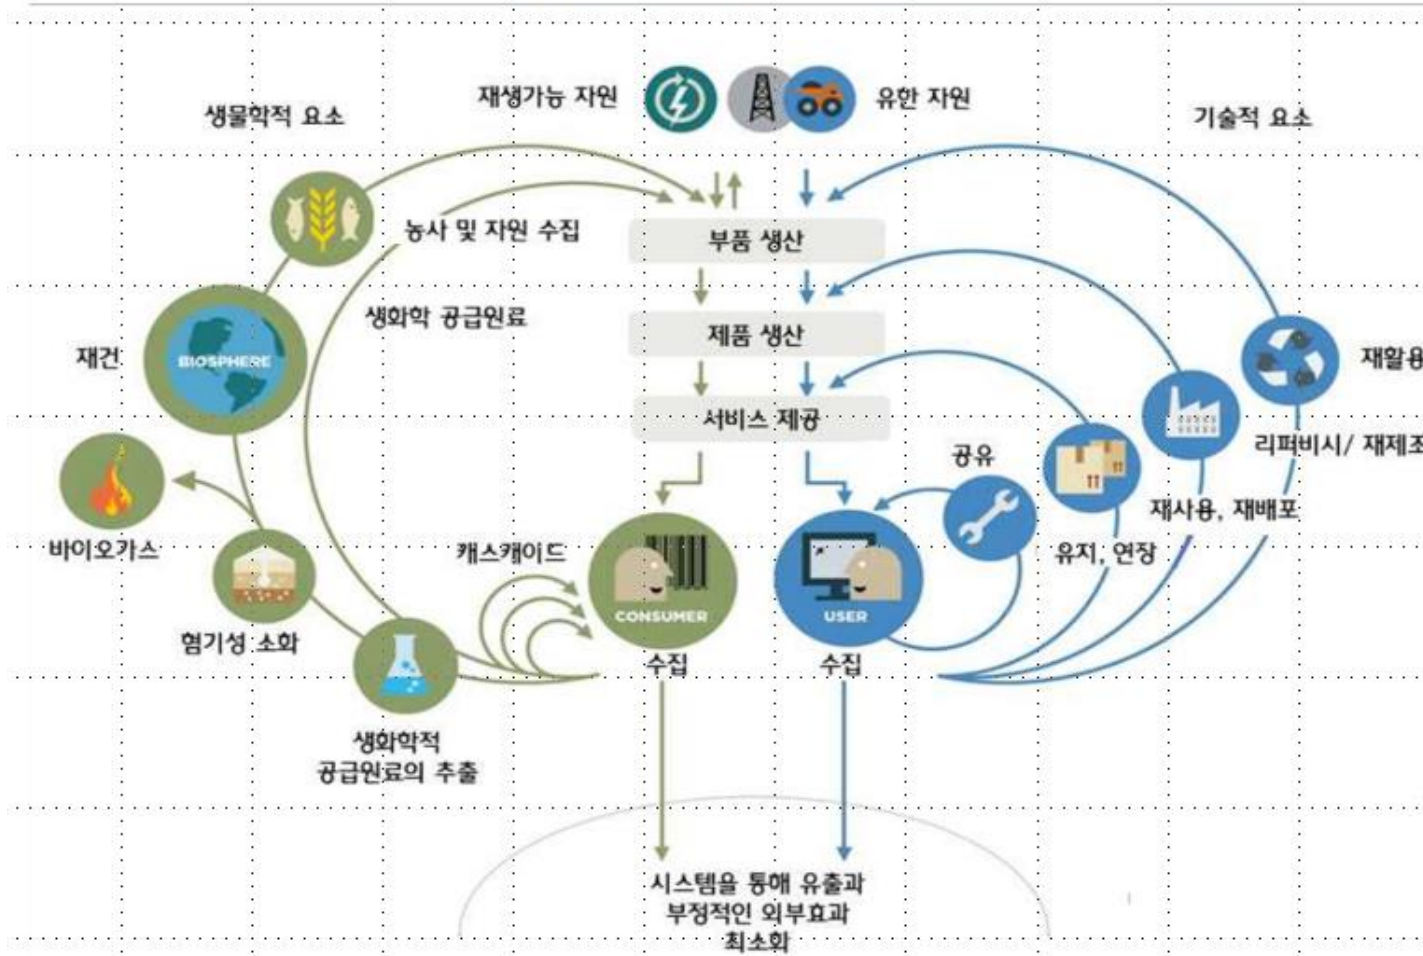 재생가능 자원
유한 자원
생물학적 요소
기술적 요소
농사 및 자원 수집
부품 생산
생화학 공급원료
제품 생산
재건
BIOSPHERE
재활용
서비스 제공
리퍼비시/ 재제조
공유
재사용, 재배포
바이오가스
캐스캐이드
유지, 연장
CONSUMER
USER
혐기성 소화
수집
수집
생화학적
공급원료의 추출
시스템을 통해 유출과
부정적인 외부효과
최소화